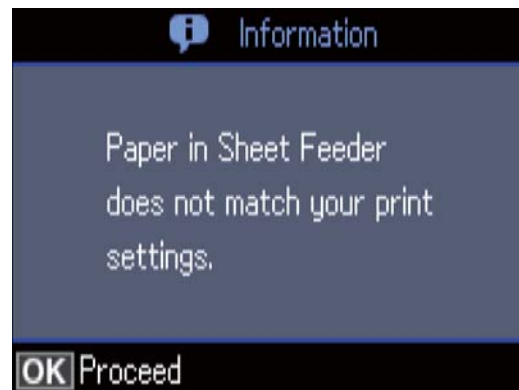 Information
Paper in Sheet Feeder
does not match your print
settings.
OK Proceed